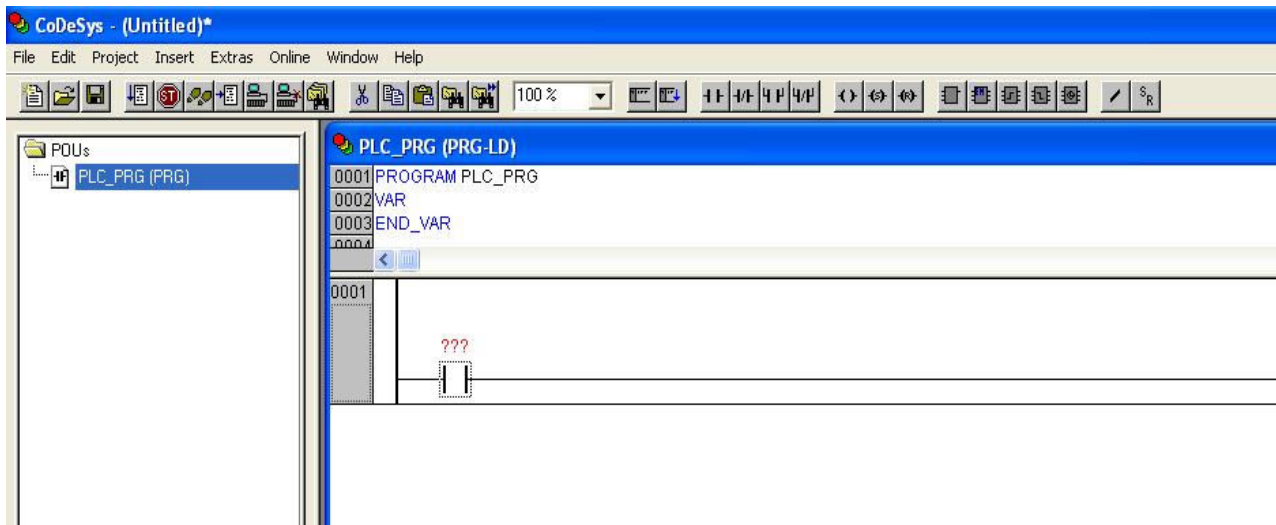 CoDeSys - (Untitled)*
File Edit Project Insert Extras Online Window Help
100 %
POUs
PLC_PRG (PRG)
PLC_PRG (PRG-LD)
0001 PROGRAM PLC_PRG
0002 VAR
0003 END_VAR
0004
0001
???